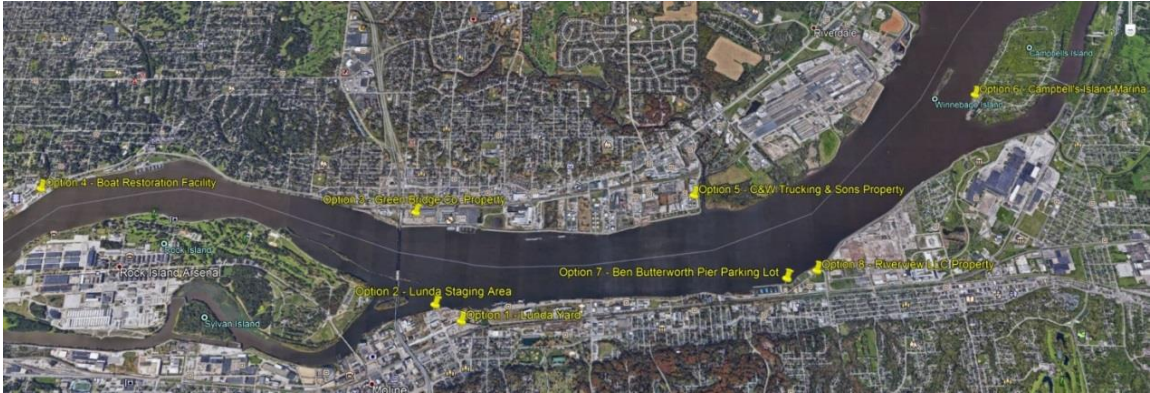 Riverdale
Campbells Island
Option 6 - Campbell's Island Marina
Winnebago Island
Option 4 - Boat Restoration Facility
Option 5 - C&W Trucking & Sons Property
Option 3 - Green Bridge Co. Property
Rock Island
Rock Island Arsenal
Option 7 - Ben Butterworth Pier Parking Lot
Option 8 - Riverview LLC Property
Option 2 - Lunda Staging Area
Option 1 - Lunda Yard
Sylvan Island
Moline